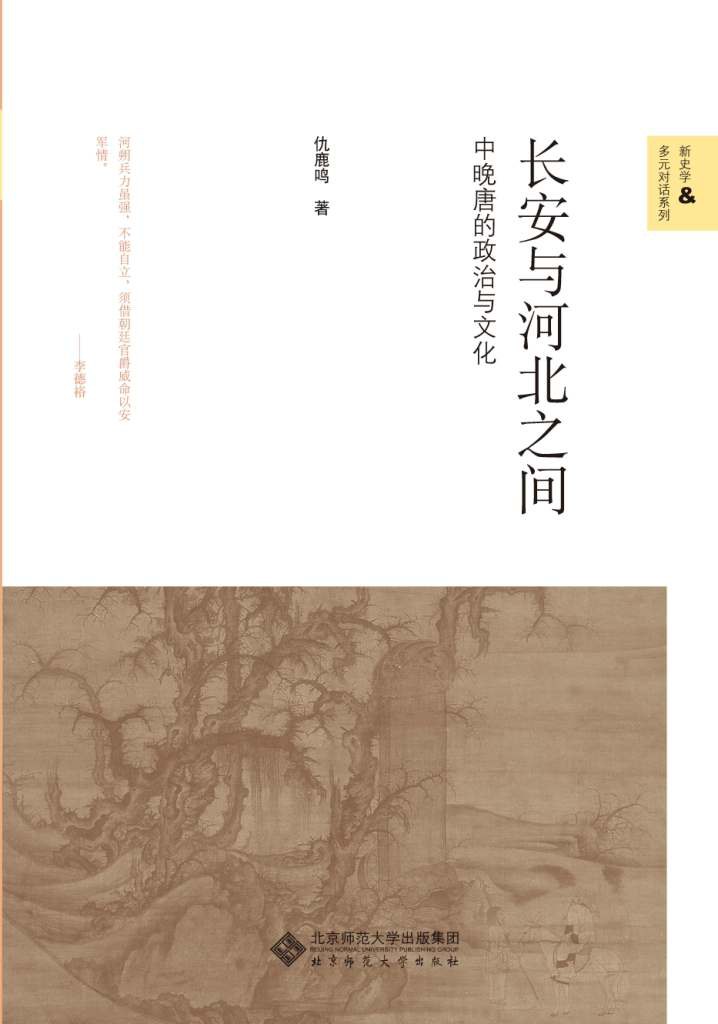 新史学&
多元对话系列
长安与河北之间
中晚唐的政治与文化
仇鹿鸣 著
河朔兵力虽强，不能自立，须借朝廷官爵威命以安
军情。
——李德裕
北京师范大学出版集团
BEIJING NORMAL UNIVERSITY PUBLISHING GROUP
北京师范大学出版社